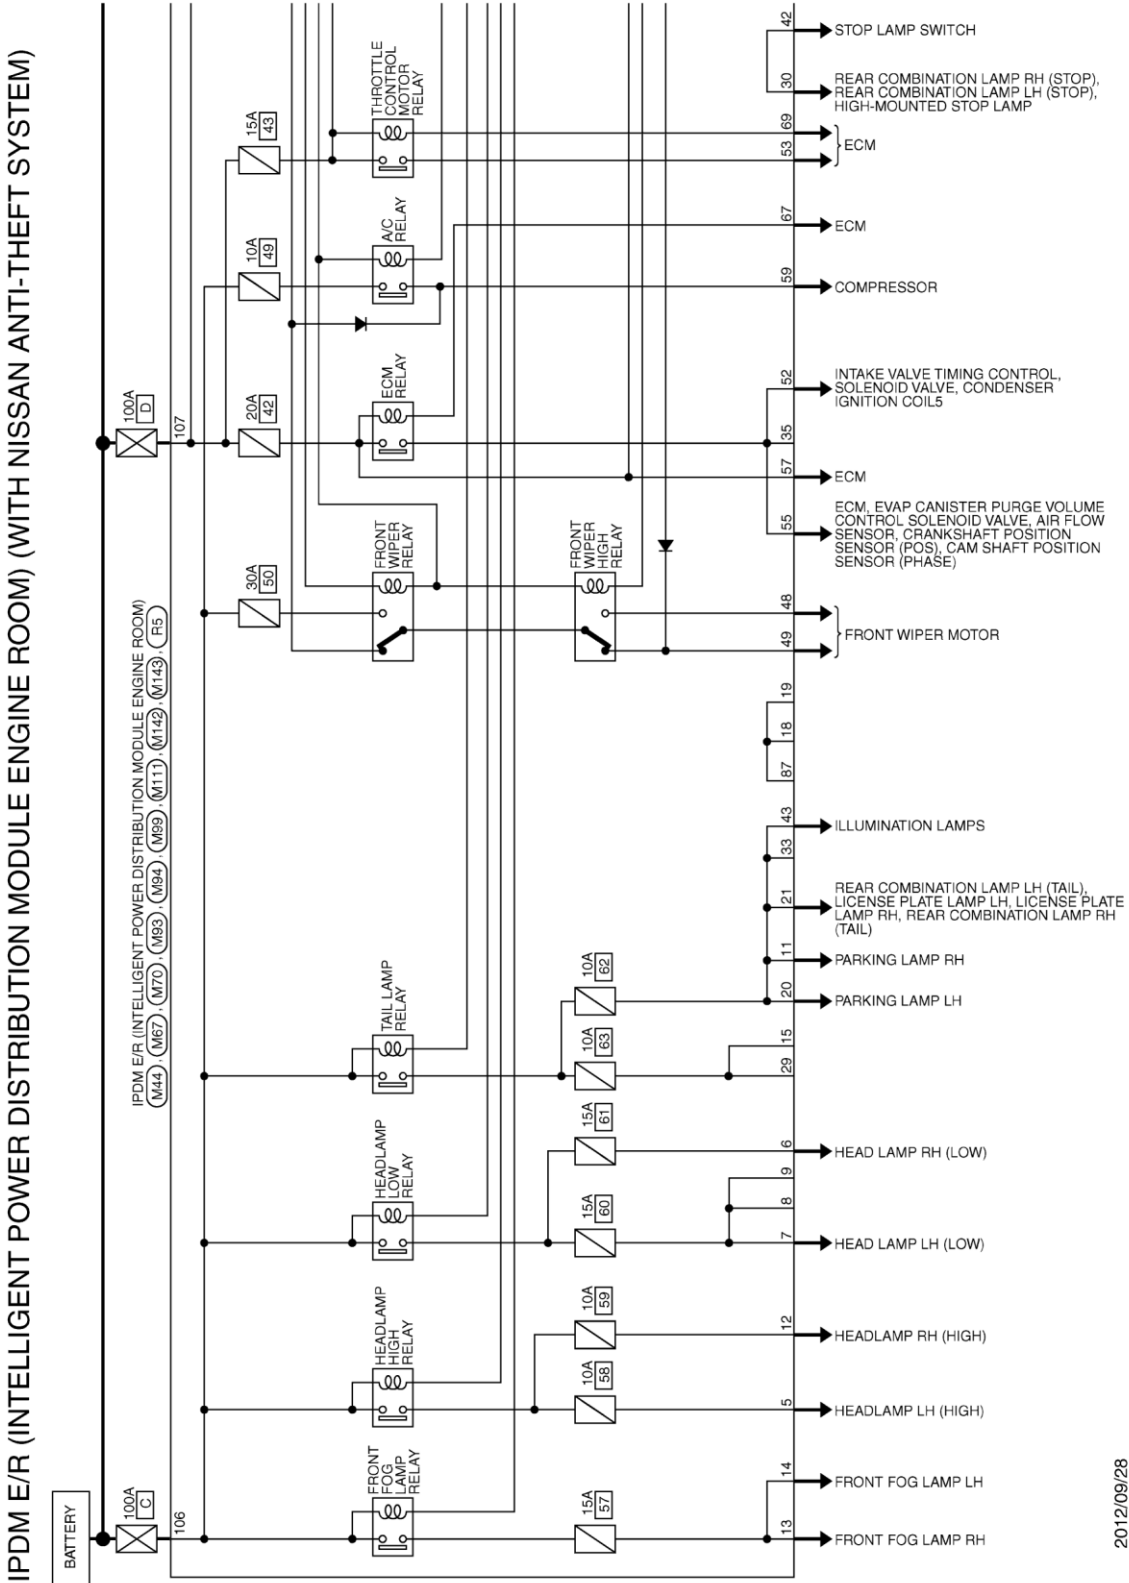 IPDM E/R (INTELLIGENT POWER DISTRIBUTION MODULE ENGINE ROOM) (WITH NISSAN ANTI-THEFT SYSTEM)
BATTERY
100A
C
106
100A
D
107
IPDM E/R (INTELLIGENT POWER DISTRIBUTION MODULE ENGINE ROOM)
M44 , M67 , M70 , M93 , M94 , M99 , M111 , M142 , M143 , R5
15A
43
10A
49
20A
42
30A
50
THROTTLE
CONTROL
MOTOR
RELAY
A/C
RELAY
ECM
RELAY
FRONT
WIPER
RELAY
FRONT
WIPER
HIGH
RELAY
TAIL LAMP
RELAY
HEADLAMP
LOW
RELAY
HEADLAMP
HIGH
RELAY
FRONT
FOG
LAMP
RELAY
10A
62
10A
63
15A
61
15A
60
10A
59
10A
58
15A
57
42
STOP LAMP SWITCH
30
REAR COMBINATION LAMP RH (STOP),
REAR COMBINATION LAMP LH (STOP),
HIGH-MOUNTED STOP LAMP
69
53
ECM
67
ECM
59
COMPRESSOR
52
INTAKE VALVE TIMING CONTROL,
SOLENOID VALVE, CONDENSER
IGNITION COIL5
35
57
ECM
55
ECM, EVAP CANISTER PURGE VOLUME
CONTROL SOLENOID VALVE, AIR FLOW
SENSOR, CRANKSHAFT POSITION
SENSOR (POS), CAM SHAFT POSITION
SENSOR (PHASE)
48
49
FRONT WIPER MOTOR
19
18
87
43
ILLUMINATION LAMPS
33
21
REAR COMBINATION LAMP LH (TAIL),
LICENSE PLATE LAMP LH, LICENSE PLATE
LAMP RH, REAR COMBINATION LAMP RH
(TAIL)
11
PARKING LAMP RH
20
PARKING LAMP LH
15
29
6
HEAD LAMP RH (LOW)
9
8
7
HEAD LAMP LH (LOW)
12
HEADLAMP RH (HIGH)
5
HEADLAMP LH (HIGH)
14
FRONT FOG LAMP LH
13
FRONT FOG LAMP RH
2012/09/28